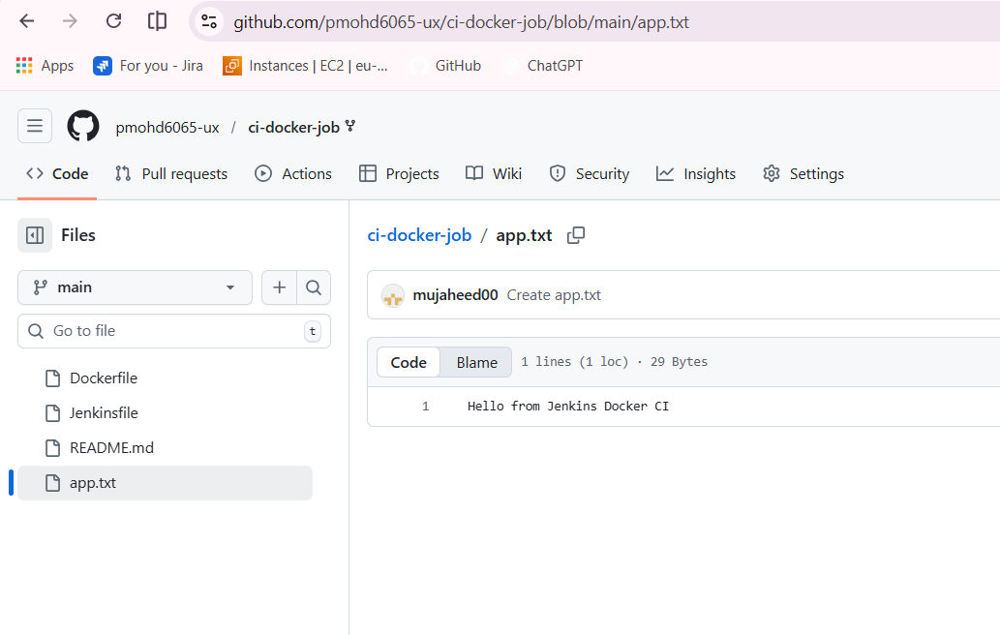 github.com/pmohd6065-ux/ci-docker-job/blob/main/app.txt
Apps For you - Jira Instances | EC2 | eu-... GitHub ChatGPT
pmohd6065-ux / ci-docker-job
Code Pull requests Actions Projects Wiki Security Insights Settings
Files
ci-docker-job / app.txt
main
mujaheed00 Create app.txt
Go to file t
Code Blame 1 lines (1 loc) · 29 Bytes
Dockerfile
1 Hello from Jenkins Docker CI
Jenkinsfile
README.md
app.txt